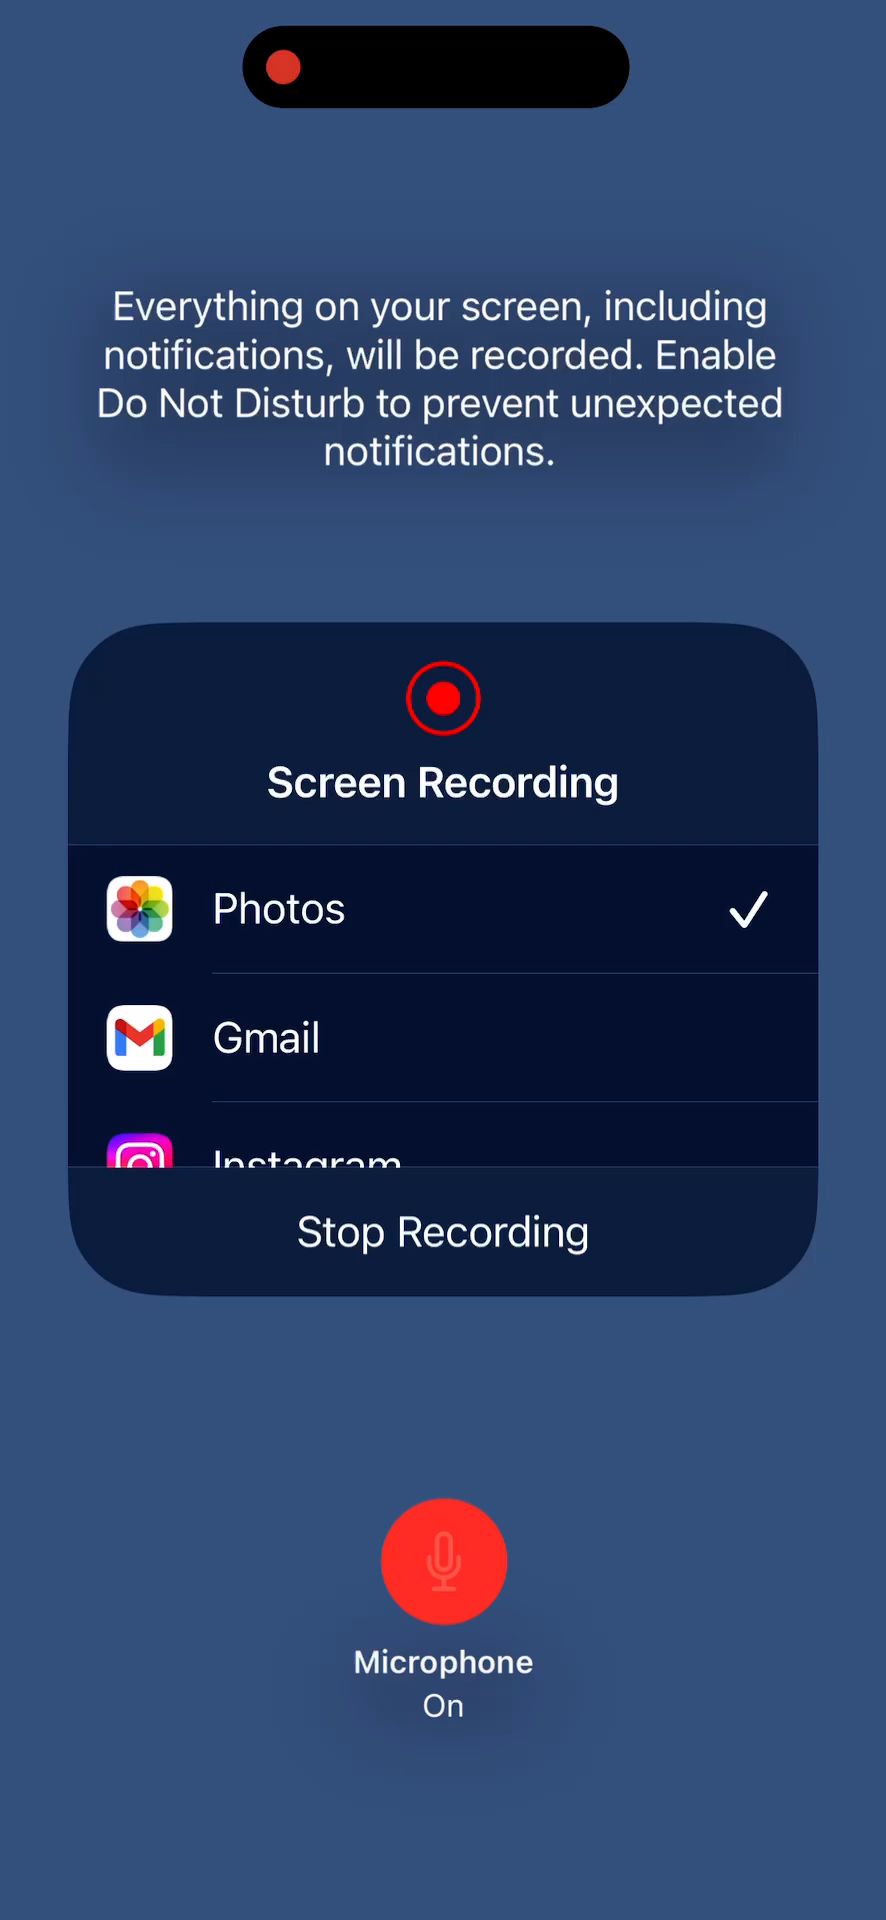 Everything on your screen, including
notifications, will be recorded. Enable
Do Not Disturb to prevent unexpected
notifications.
Screen Recording
Photos
Gmail
Instagram
Stop Recording
Microphone
On